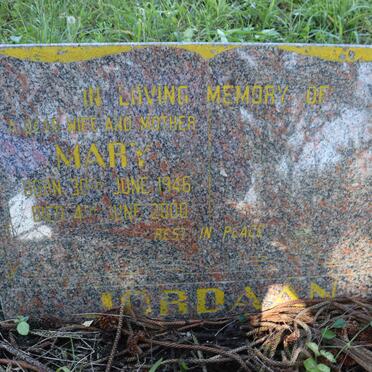 IN LOVING MEMORY OF
A DEAR WIFE AND MOTHER
MARY
BORN 30TH JUNE 1946
DIED 4TH JUNE 2000
REST IN PEACE
JORDAAN